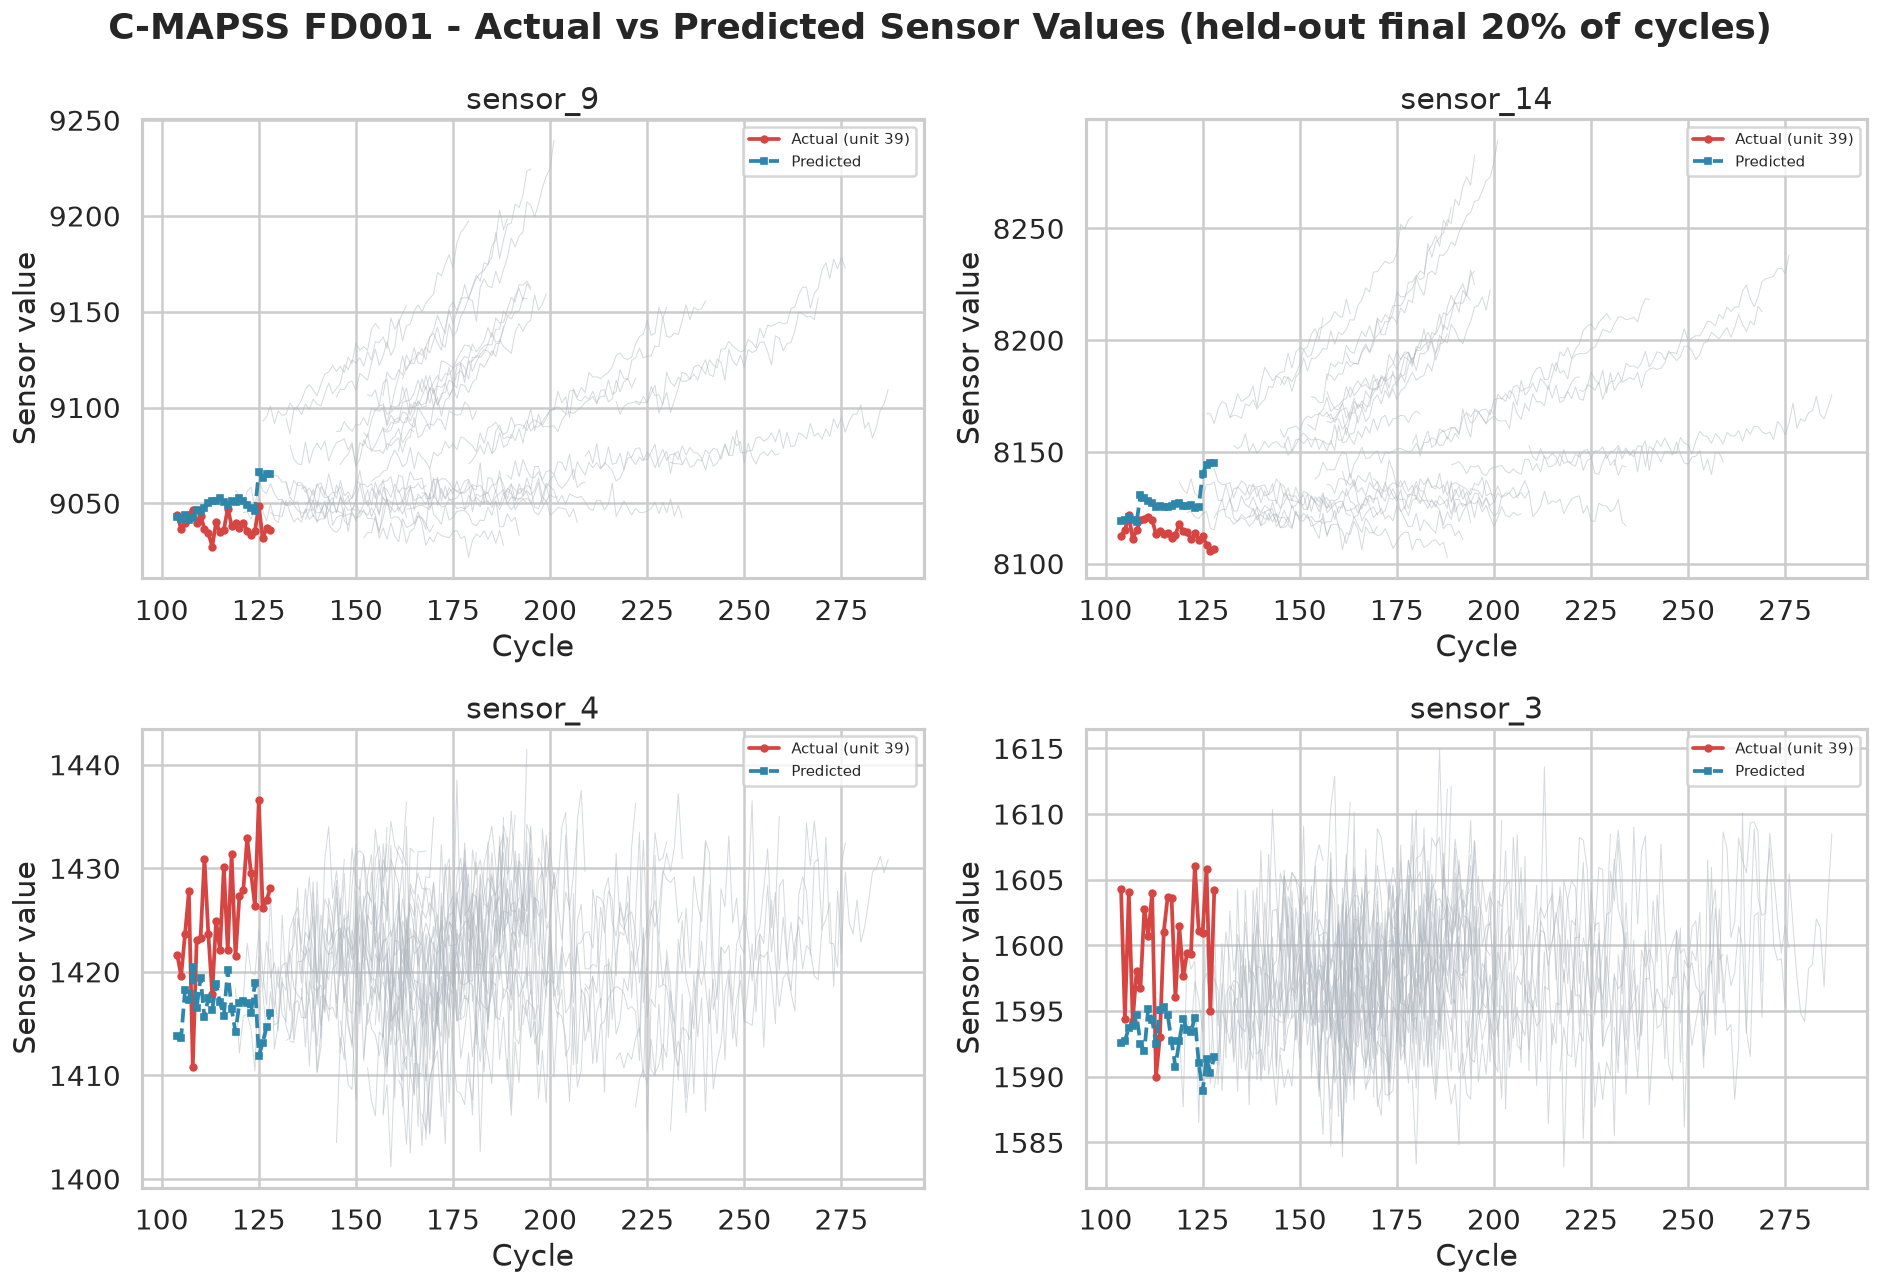 C-MAPSS FD001 - Actual vs Predicted Sensor Values (held-out final 20% of cycles)
sensor_9
Sensor value
9250
9200
9150
9100
9050
Actual (unit 39)
Predicted
100 125 150 175 200 225 250 275
Cycle
sensor_14
Sensor value
8250
8200
8150
8100
Actual (unit 39)
Predicted
100 125 150 175 200 225 250 275
Cycle
sensor_4
Sensor value
1440
1430
1420
1410
1400
Actual (unit 39)
Predicted
100 125 150 175 200 225 250 275
Cycle
sensor_3
Sensor value
1615
1610
1605
1600
1595
1590
1585
Actual (unit 39)
Predicted
100 125 150 175 200 225 250 275
Cycle